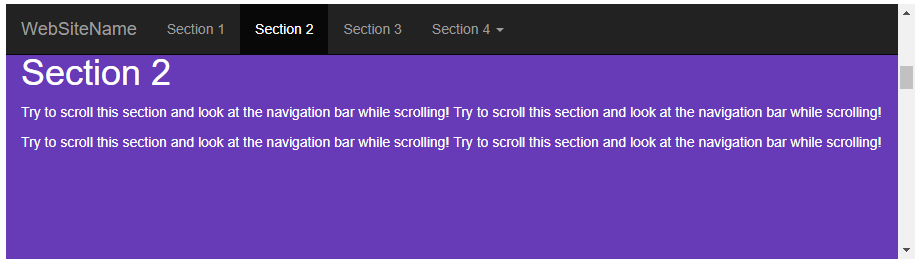 WebSiteName Section 1 Section 2 Section 3 Section 4
Section 2
Try to scroll this section and look at the navigation bar while scrolling! Try to scroll this section and look at the navigation bar while scrolling!
Try to scroll this section and look at the navigation bar while scrolling! Try to scroll this section and look at the navigation bar while scrolling!